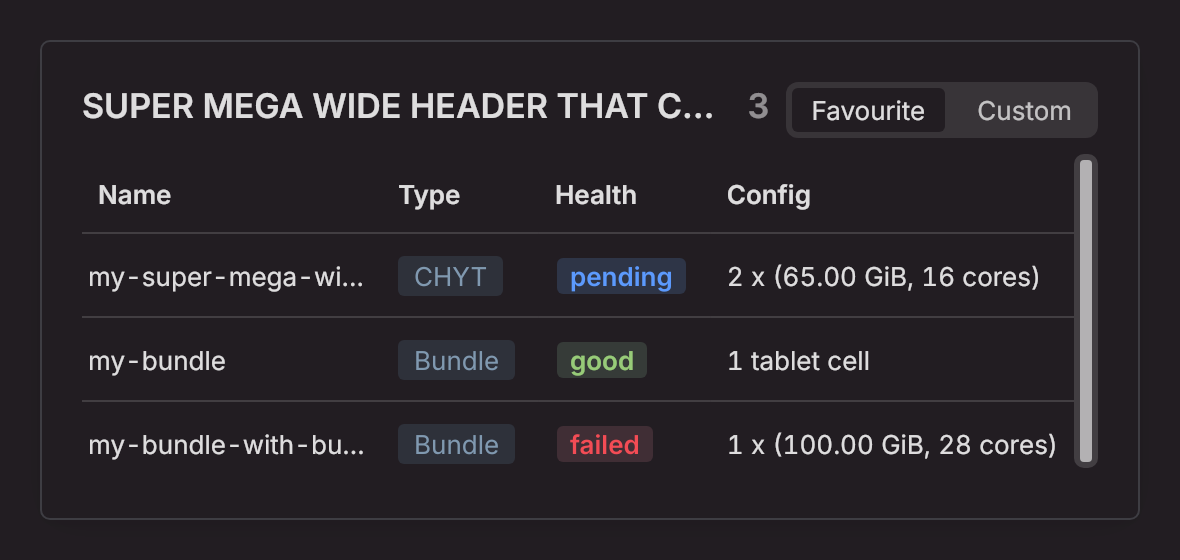 SUPER MEGA WIDE HEADER THAT C... 3 Favourite Custom
Name Type Health Config
my-super-mega-wi... CHYT pending 2 x (65.00 GiB, 16 cores)
my-bundle Bundle good 1 tablet cell
my-bundle-with-bu... Bundle failed 1 x (100.00 GiB, 28 cores)